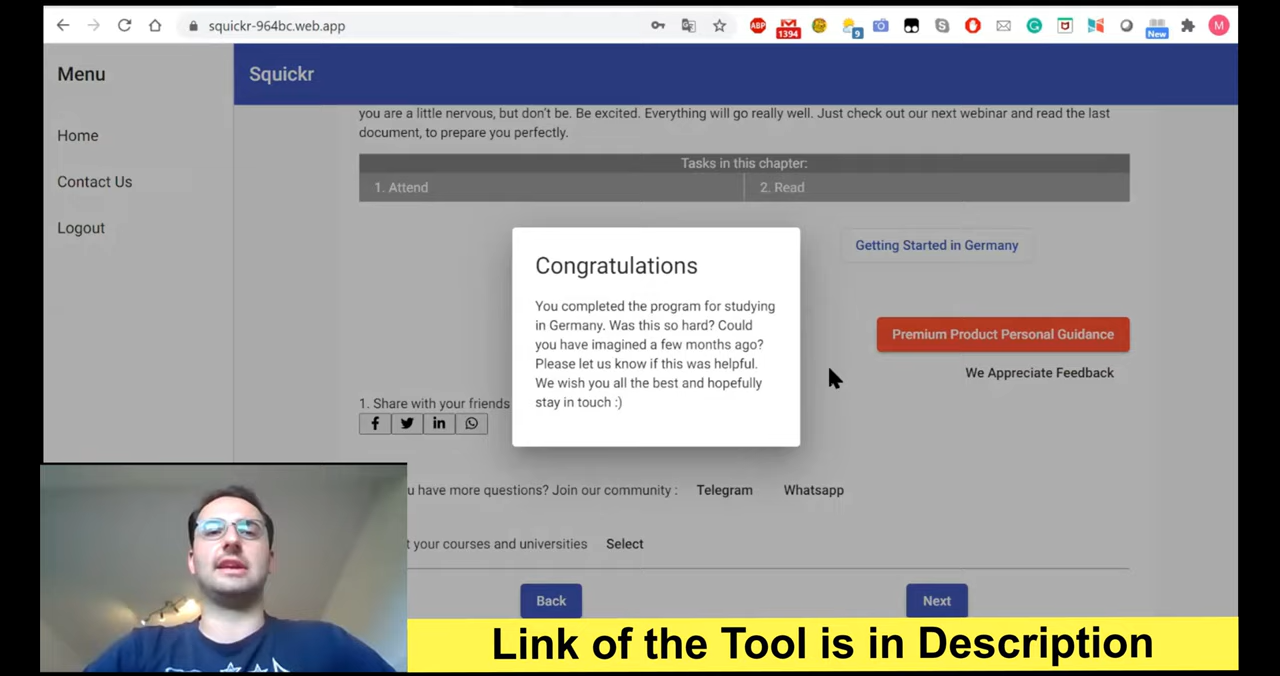 squickr-964bc.web.app
ABP
1394
9
New
M
Menu
Squickr
Home
Contact Us
Logout
you are a little nervous, but don't be. Be excited. Everything will go really well. Just check out our next webinar and read the last
document, to prepare you perfectly.
Tasks in this chapter:
1. Attend
2. Read
Getting Started in Germany
Congratulations
You completed the program for studying
in Germany. Was this so hard? Could
you have imagined a few months ago?
Please let us know if this was helpful.
We wish you all the best and hopefully
stay in touch :)
Premium Product Personal Guidance
We Appreciate Feedback
1. Share with your friends
u have more questions? Join our community :
Telegram
Whatsapp
t your courses and universities
Select
Back
Next
Link of the Tool is in Description